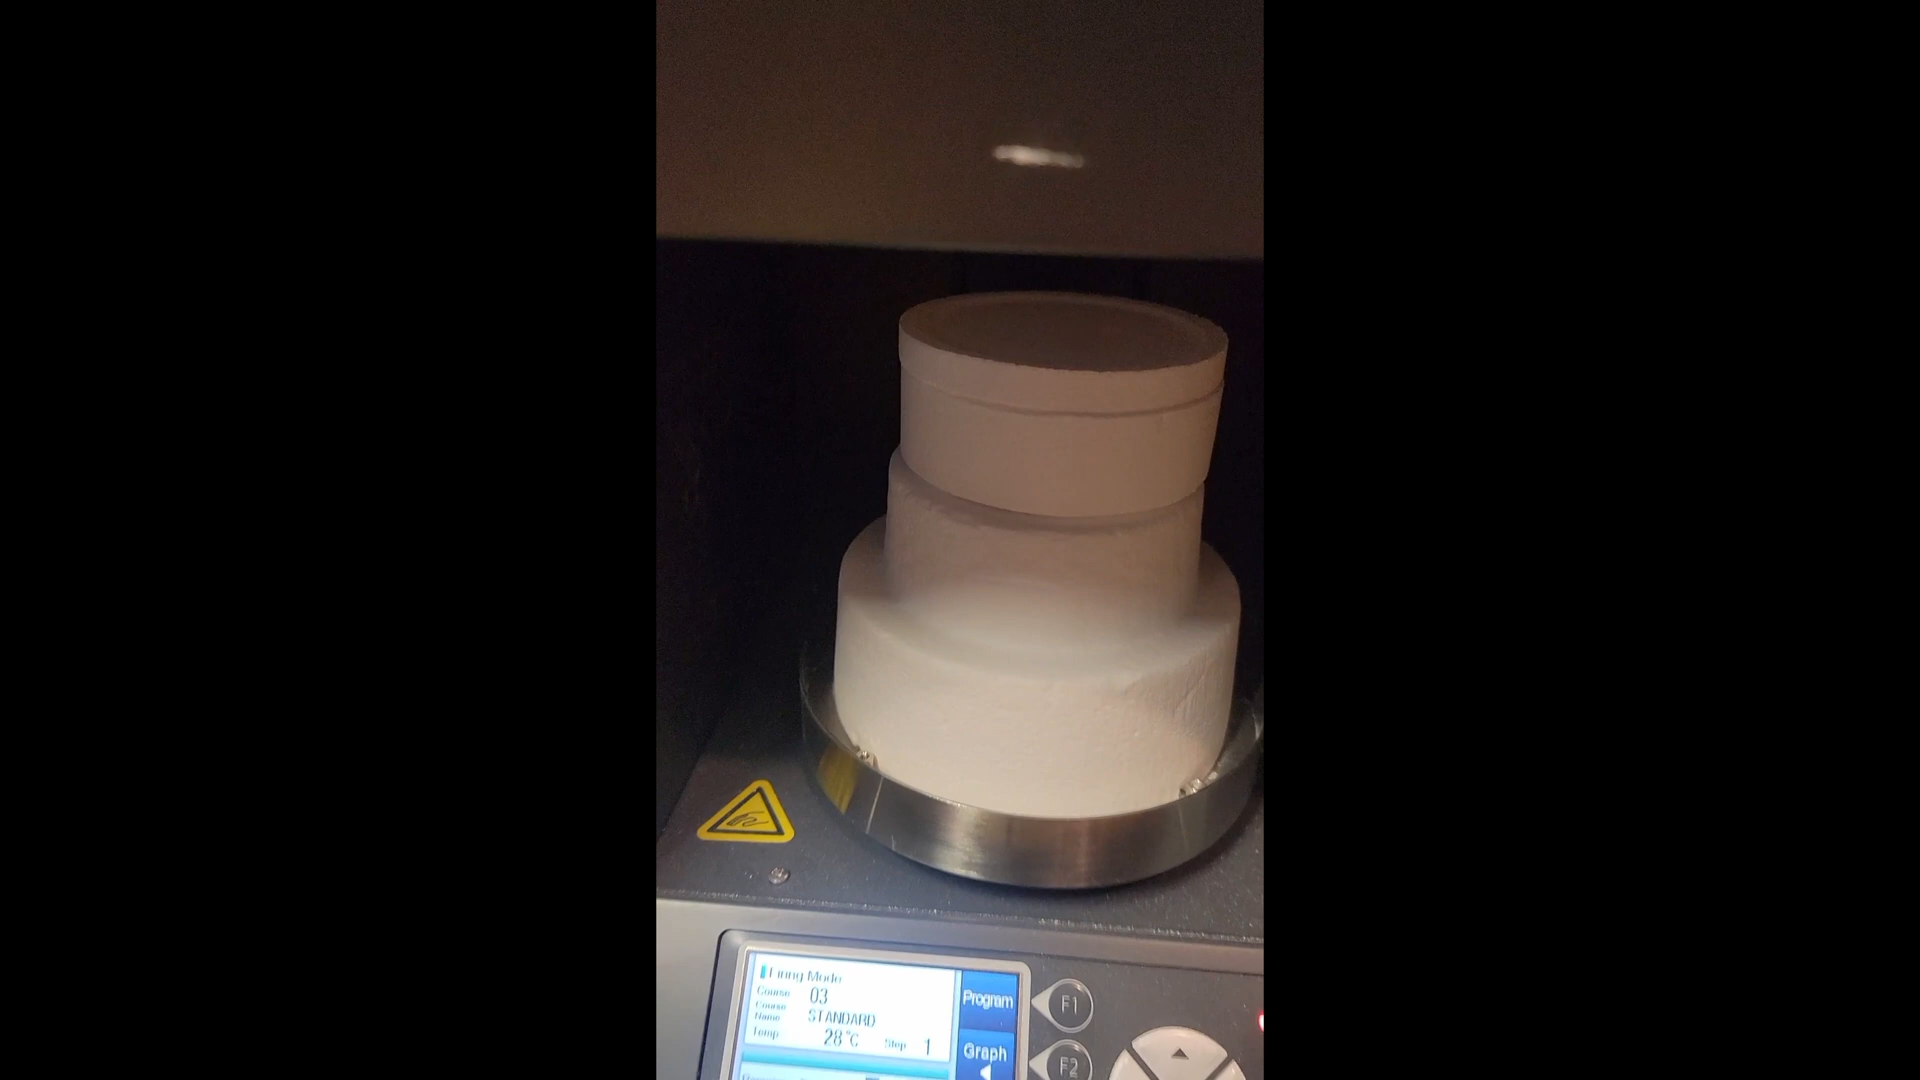 Firing Mode
Course 03
Course Name STANDARD
Temp 28°C Step 1
Program
Graph
F1
F2